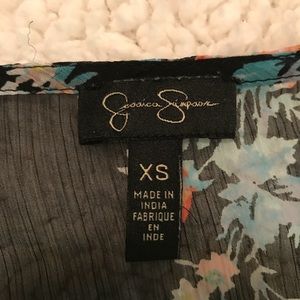 Jessica Simpson
XS
MADE IN
INDIA
FABRIQUE
EN
INDE